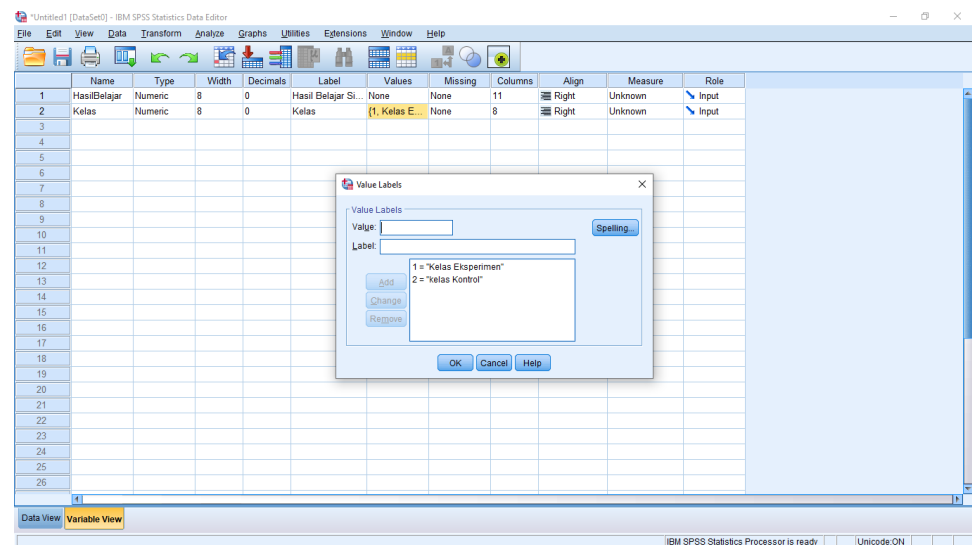 *Untitled1 [DataSet0] - IBM SPSS Statistics Data Editor
File Edit View Data Transform Analyze Graphs Utilities Extensions Window Help
Name Type Width Decimals Label Values Missing Columns Align Measure Role
1 HasilBelajar Numeric 8 0 Hasil Belajar Si... None None 11 Right Unknown Input
2 Kelas Numeric 8 0 Kelas {1, Kelas E... None 8 Right Unknown Input
3
4
5
6
7
8
9
10
11
12
13
14
15
16
17
18
19
20
21
22
23
24
25
26
Value Labels
Value Labels
Value:
Spelling...
Label:
1 = "Kelas Eksperimen"
2 = "kelas Kontrol"
Add
Change
Remove
OK Cancel Help
Data View Variable View
IBM SPSS Statistics Processor is ready Unicode:ON